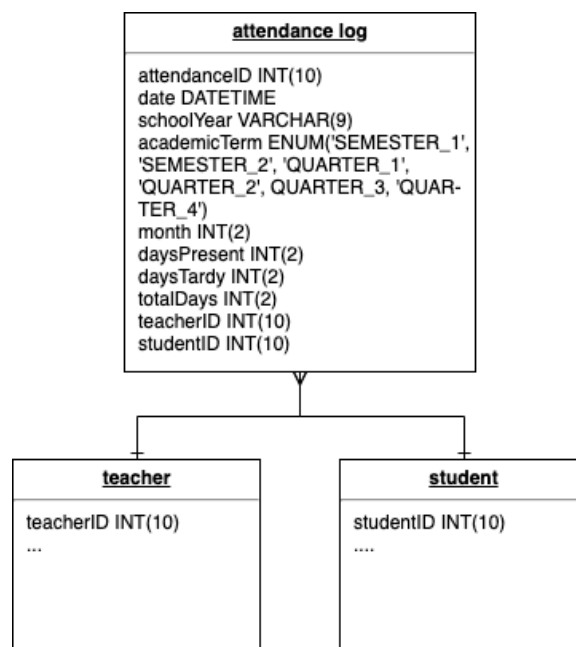 attendance log
attendanceID INT(10)
date DATETIME
schoolYear VARCHAR(9)
academicTerm ENUM('SEMESTER_1',
'SEMESTER_2', 'QUARTER_1',
'QUARTER_2', QUARTER_3, 'QUAR-
TER_4')
month INT(2)
daysPresent INT(2)
daysTardy INT(2)
totalDays INT(2)
teacherID INT(10)
studentID INT(10)
teacher
teacherID INT(10)
...
student
studentID INT(10)
....